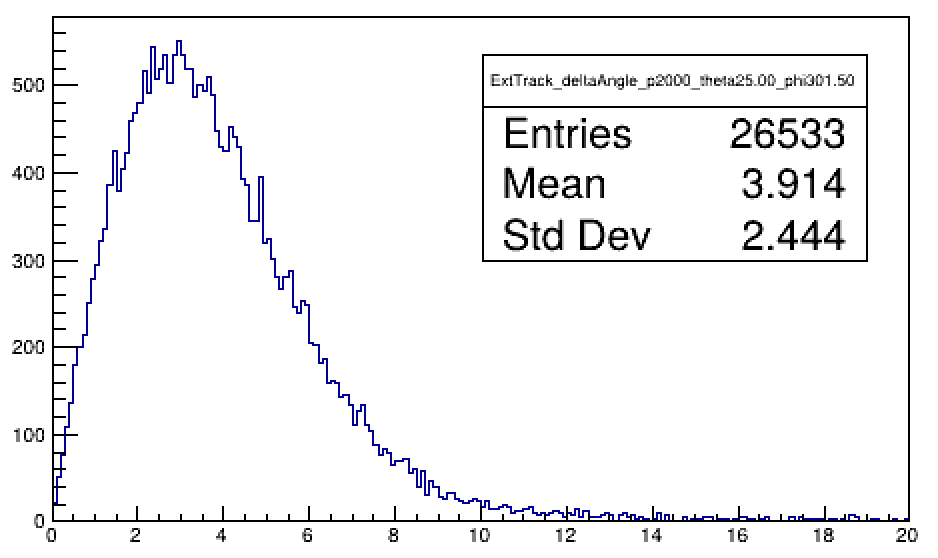 ExtTrack_deltaAngle_p2000_theta25.00_phi301.50
Entries 26533
Mean 3.914
Std Dev 2.444
500
400
300
200
100
0
0 2 4 6 8 10 12 14 16 18 20